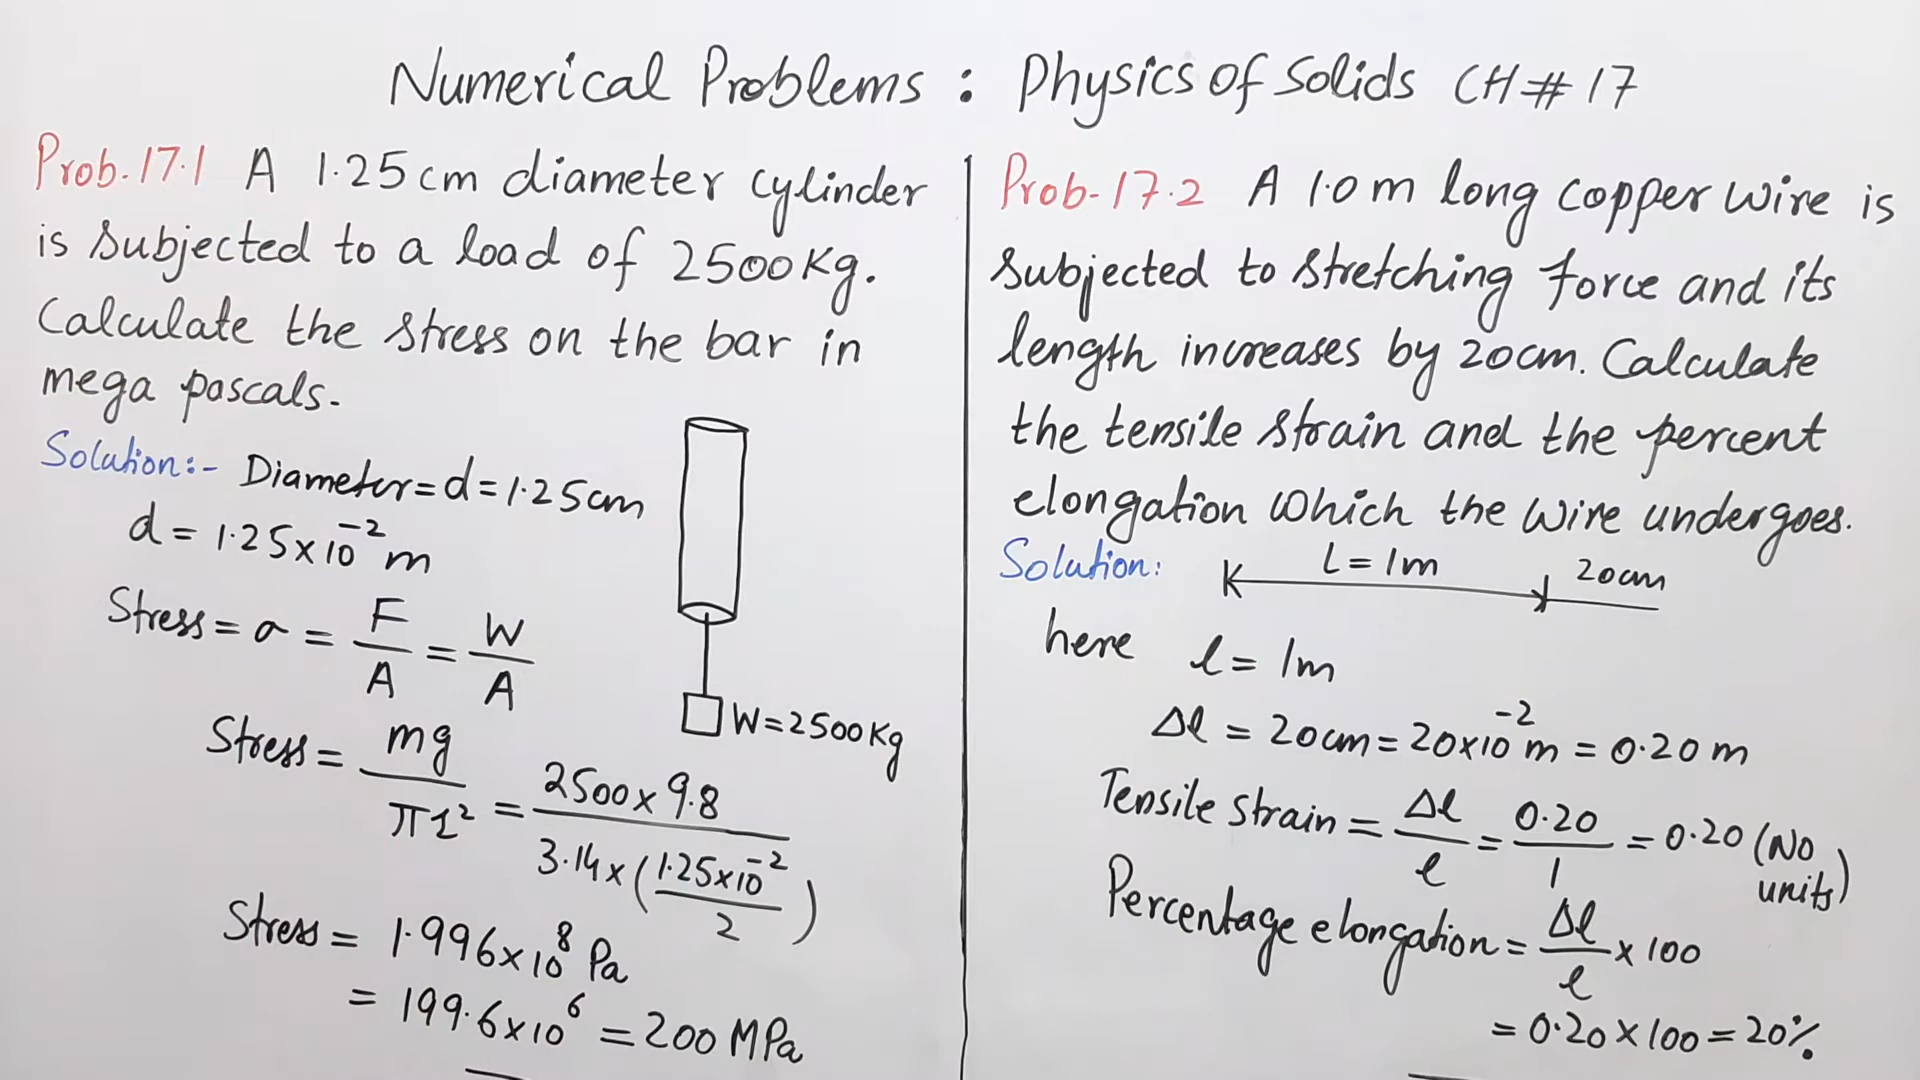 Numerical Problems : Physics of Solids CH# 17
Prob. 17.1 A 1.25 cm diameter cylinder
is subjected to a load of 2500 Kg.
Calculate the stress on the bar in
mega pascals.
Solution:- Diameter = d = 1.25 cm
d = 1.25 × 10⁻² m
Stress = σ = F/A = W/A
W = 2500 Kg
Stress = mg/πr² = 2500 × 9.8 / 3.14 × (1.25 × 10⁻²/2)
Stress = 1.996 × 10⁸ Pa
= 199.6 × 10⁶ = 200 MPa
Prob- 17.2 A 1.0 m long copper wire is
subjected to stretching force and its
length increases by 20 cm. Calculate
the tensile strain and the percent
elongation which the wire undergoes.
Solution: L = 1m 20 cm
here l = 1m
Δl = 20 cm = 20 × 10⁻² m = 0.20 m
Tensile strain = Δl/l = 0.20/1 = 0.20 (No units)
Percentage elongation = Δl/l × 100
= 0.20 × 100 = 20%